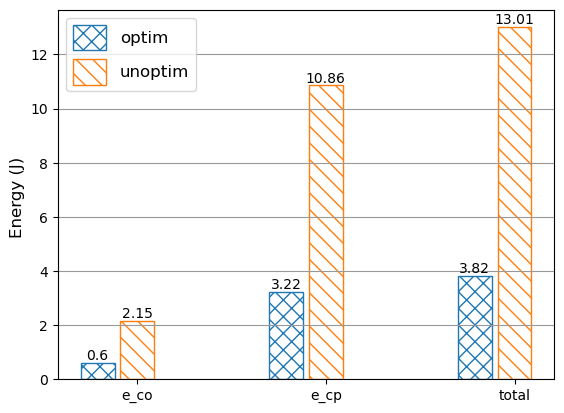 optim
unoptim
Energy (J)
12
10
8
6
4
2
0
0.6
2.15
3.22
10.86
3.82
13.01
e_co
e_cp
total